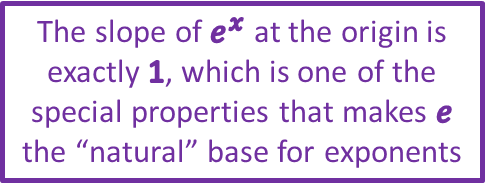 The slope of eˣ at the origin is
exactly 1, which is one of the
special properties that makes e
the “natural” base for exponents